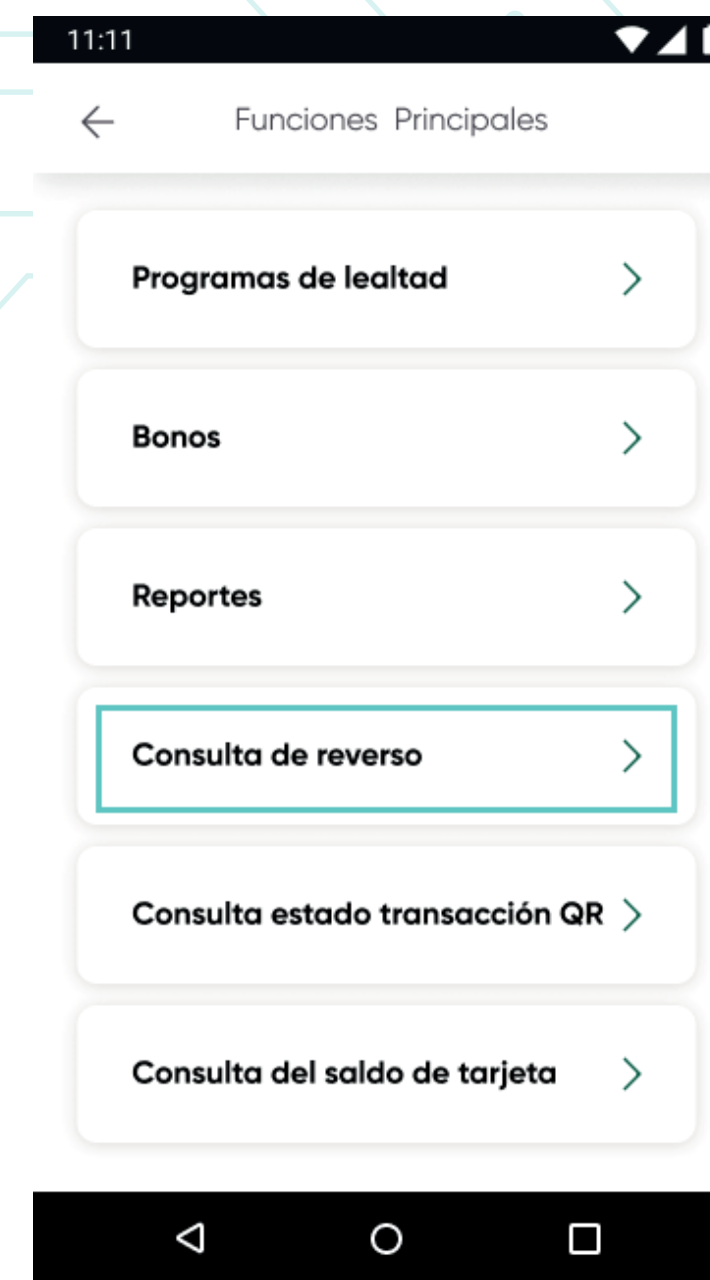 11:11
Funciones Principales
Programas de lealtad
Bonos
Reportes
Consulta de reverso
Consulta estado transacción QR
Consulta del saldo de tarjeta